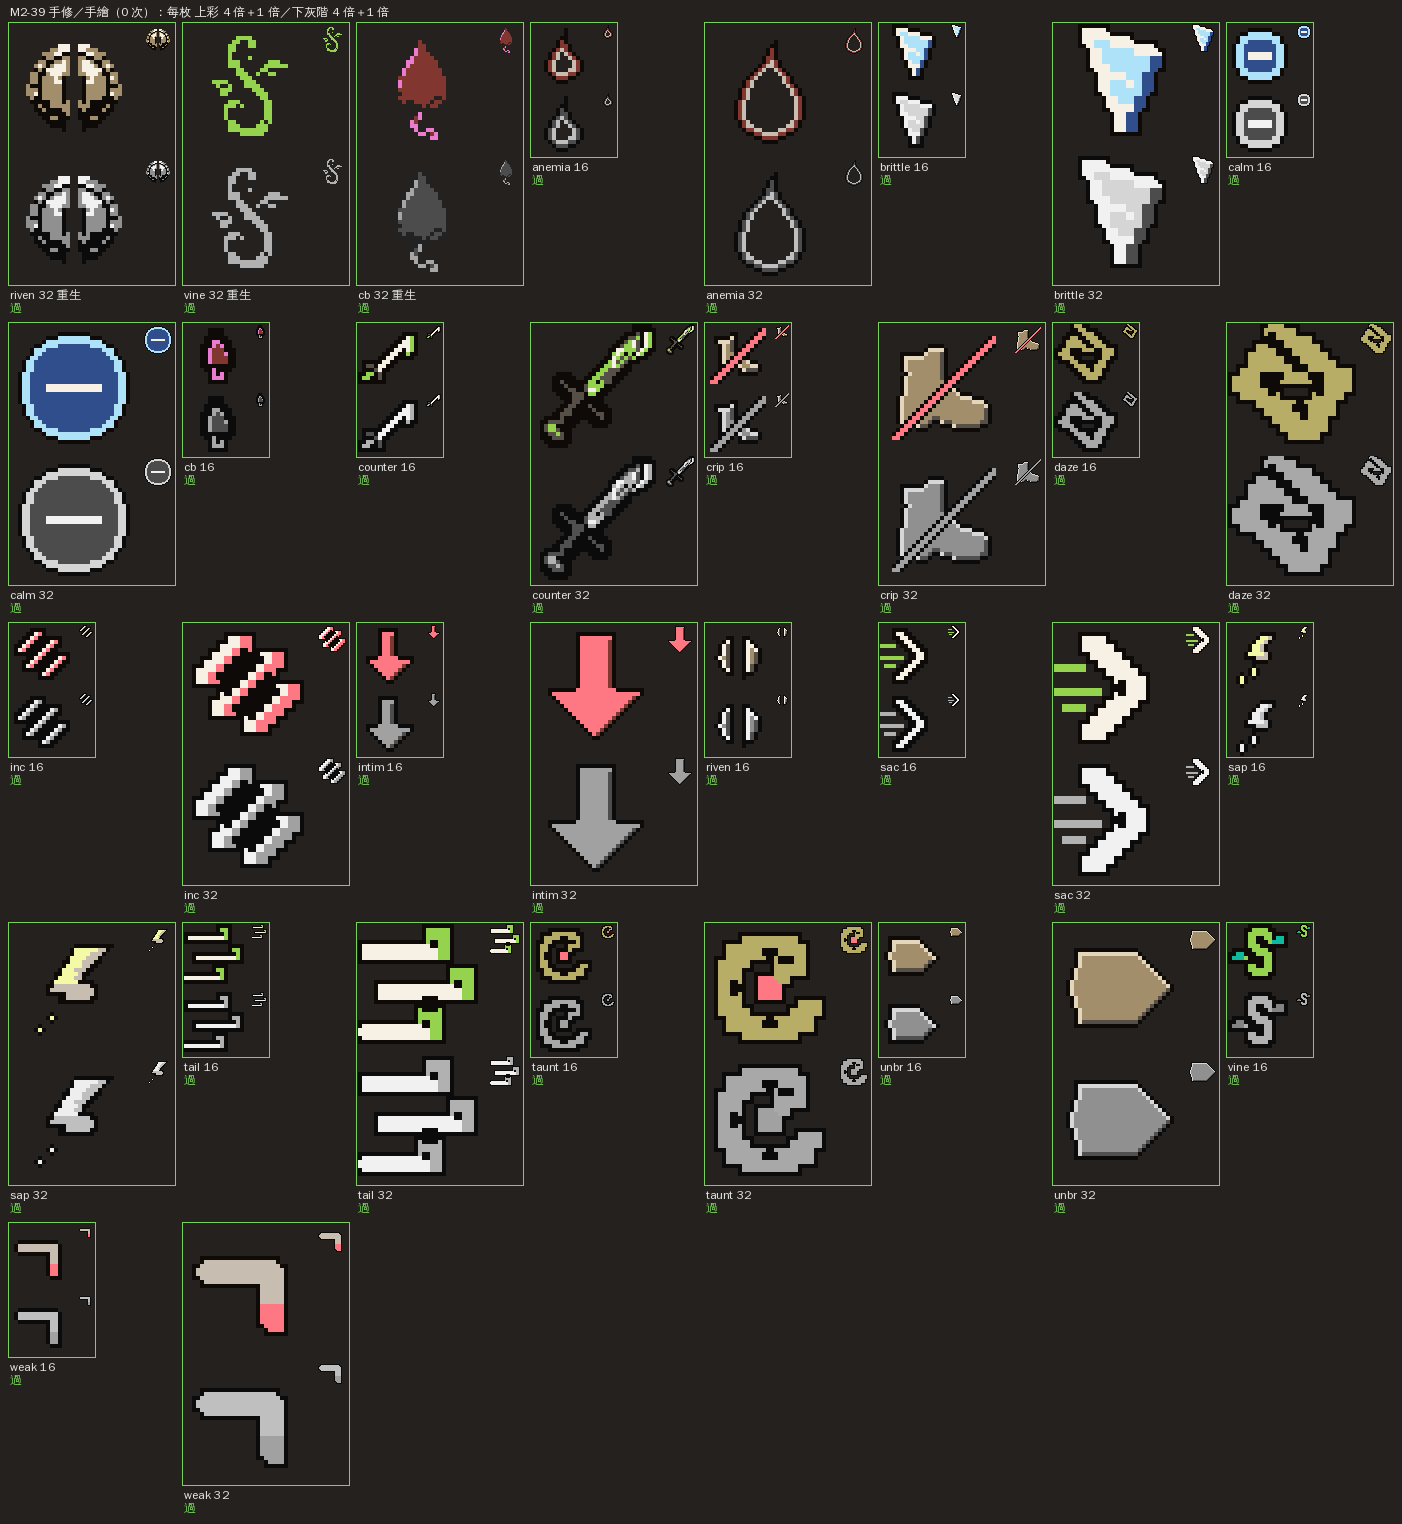 M2-39 手修／手繪（0 次）：每枚 上彩 4 倍＋1 倍／下灰階 4 倍＋1 倍
riven 32 重生
過
vine 32 重生
過
cb 32 重生
過
anemia 16
過
anemia 32
過
brittle 16
過
brittle 32
過
calm 16
過
calm 32
過
cb 16
過
counter 16
過
counter 32
過
crip 16
過
crip 32
過
daze 16
過
daze 32
過
inc 16
過
inc 32
過
intim 16
過
intim 32
過
riven 16
過
sac 16
過
sac 32
過
sap 16
過
sap 32
過
tail 16
過
tail 32
過
taunt 16
過
taunt 32
過
unbr 16
過
unbr 32
過
vine 16
過
weak 16
過
weak 32
過